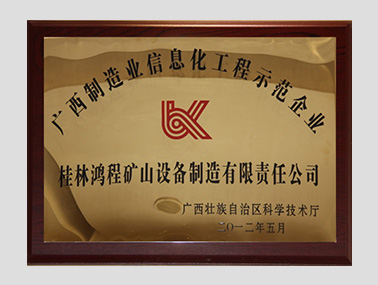 广西制造业信息化工程示范企业
桂林鸿程矿山设备制造有限责任公司
广西壮族自治区科学技术厅
二〇一二年五月